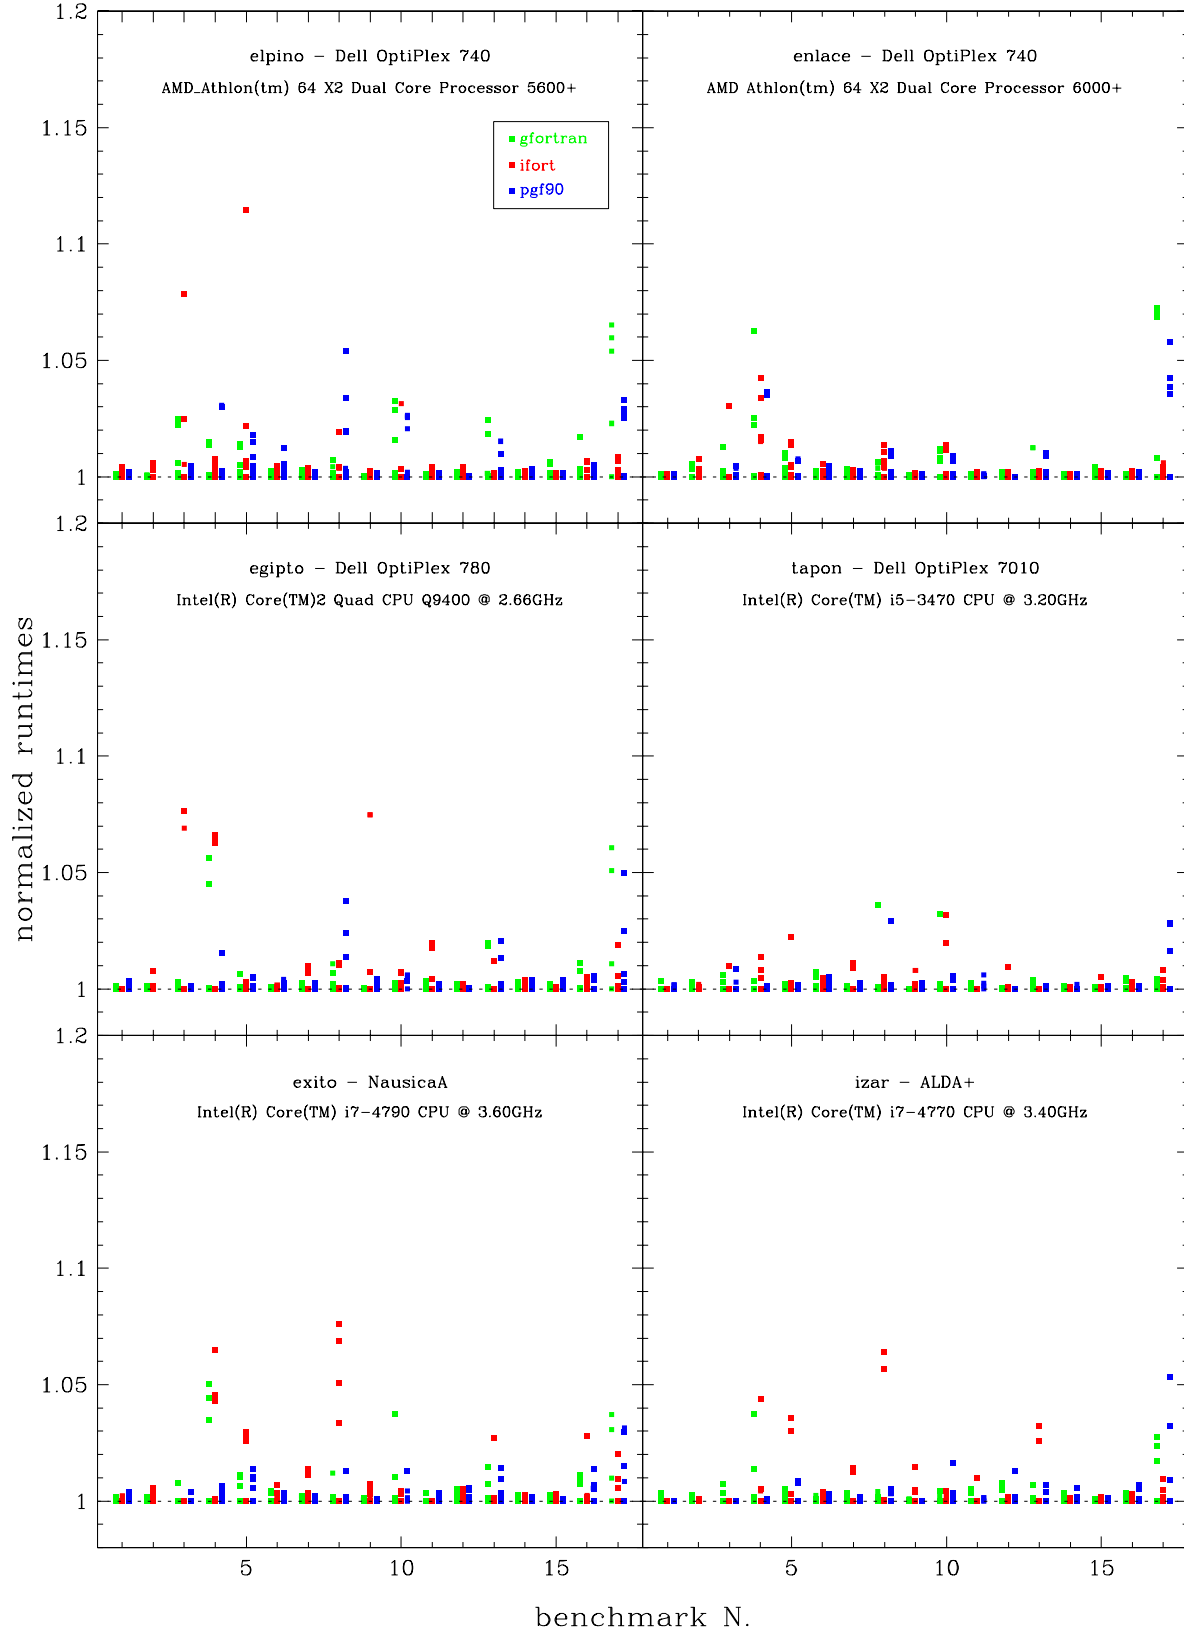 1.2
elpino – Dell OptiPlex 740
AMD_Athlon(tm) 64 X2 Dual Core Processor 5600+
1.15
gfortran
ifort
pgf90
1.1
1.05
1
enlace – Dell OptiPlex 740
AMD Athlon(tm) 64 X2 Dual Core Processor 6000+
1.2
egipto – Dell OptiPlex 780
Intel(R) Core(TM)2 Quad CPU Q9400 @ 2.66GHz
1.15
1.1
1.05
1
tapon – Dell OptiPlex 7010
Intel(R) Core(TM) i5–3470 CPU @ 3.20GHz
normalized runtimes
1.2
exito – NausicaA
Intel(R) Core(TM) i7–4790 CPU @ 3.60GHz
1.15
1.1
1.05
1
izar – ALDA+
Intel(R) Core(TM) i7–4770 CPU @ 3.40GHz
5 10 15 5 10 15
benchmark N.